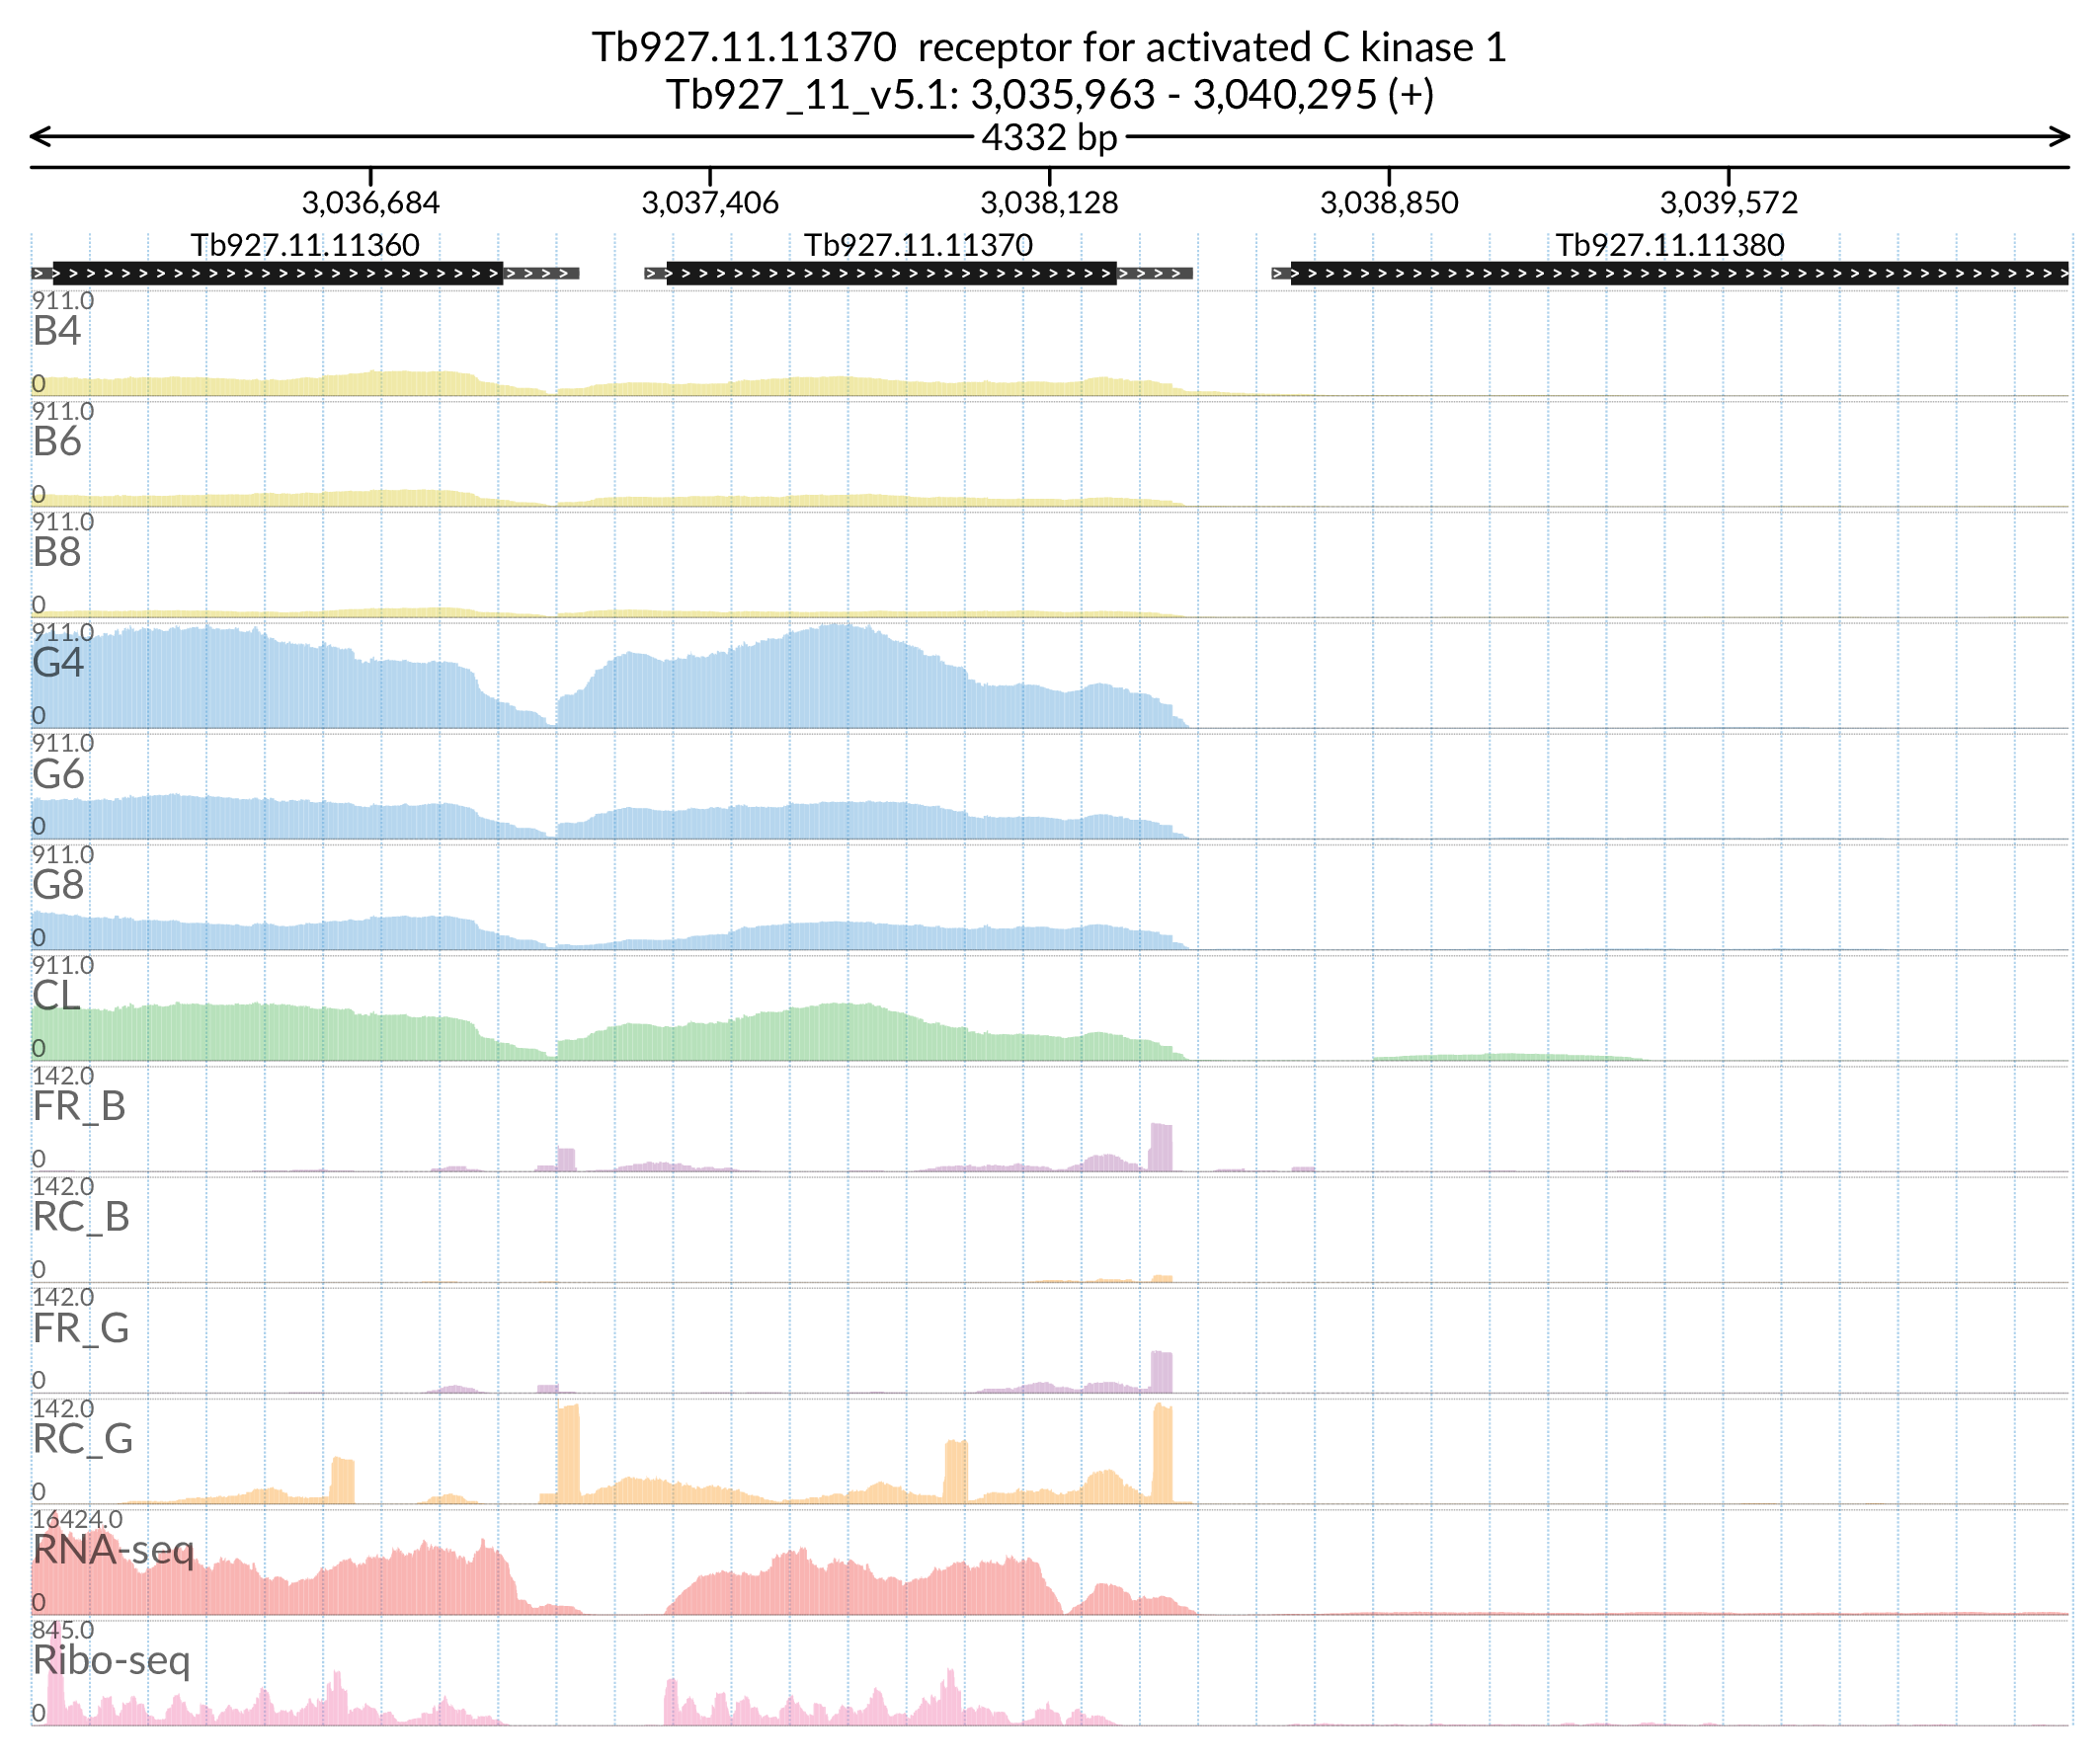 Tb927.11.11370  receptor for activated C kinase 1
Tb927_11_v5.1: 3,035,963 - 3,040,295 (+)
4332 bp
3,036,684 3,037,406 3,038,128 3,038,850 3,039,572
Tb927.11.11360 Tb927.11.11370 Tb927.11.11380
911.0
B4
0
911.0
B6
0
911.0
B8
0
911.0
G4
0
911.0
G6
0
911.0
G8
0
911.0
CL
0
142.0
FR_B
0
142.0
RC_B
0
142.0
FR_G
0
142.0
RC_G
0
16424.0
RNA-seq
0
845.0
Ribo-seq
0